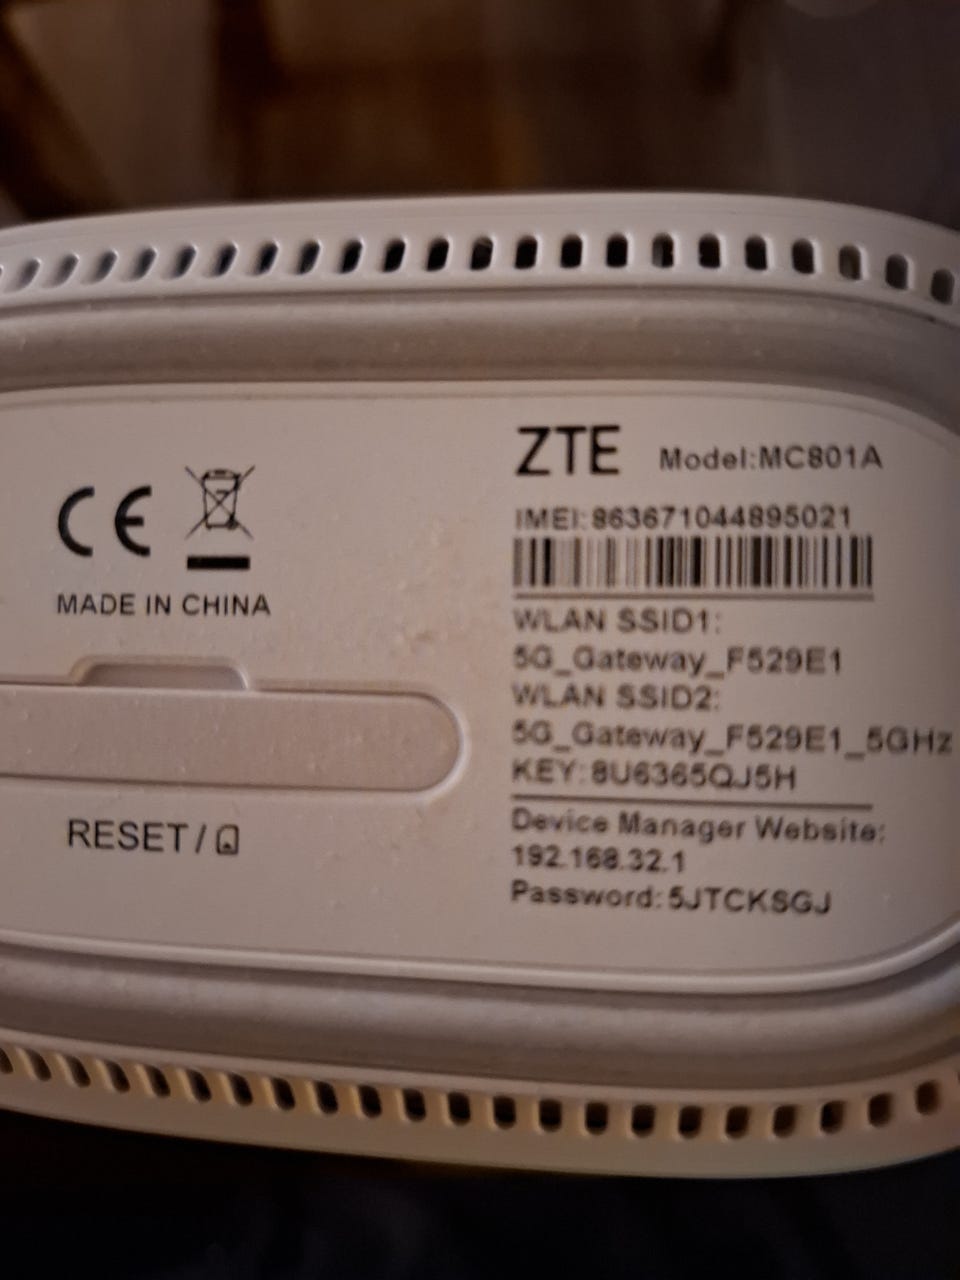 CE
MADE IN CHINA
RESET /
ZTE Model:MC801A
IMEI:863671044895021
WLAN SSID1:
5G_Gateway_F529E1
WLAN SSID2:
5G_Gateway_F529E1_5GHz
KEY:8U6365QJ5H
Device Manager Website:
192.168.32.1
Password:5JTCKSGJ